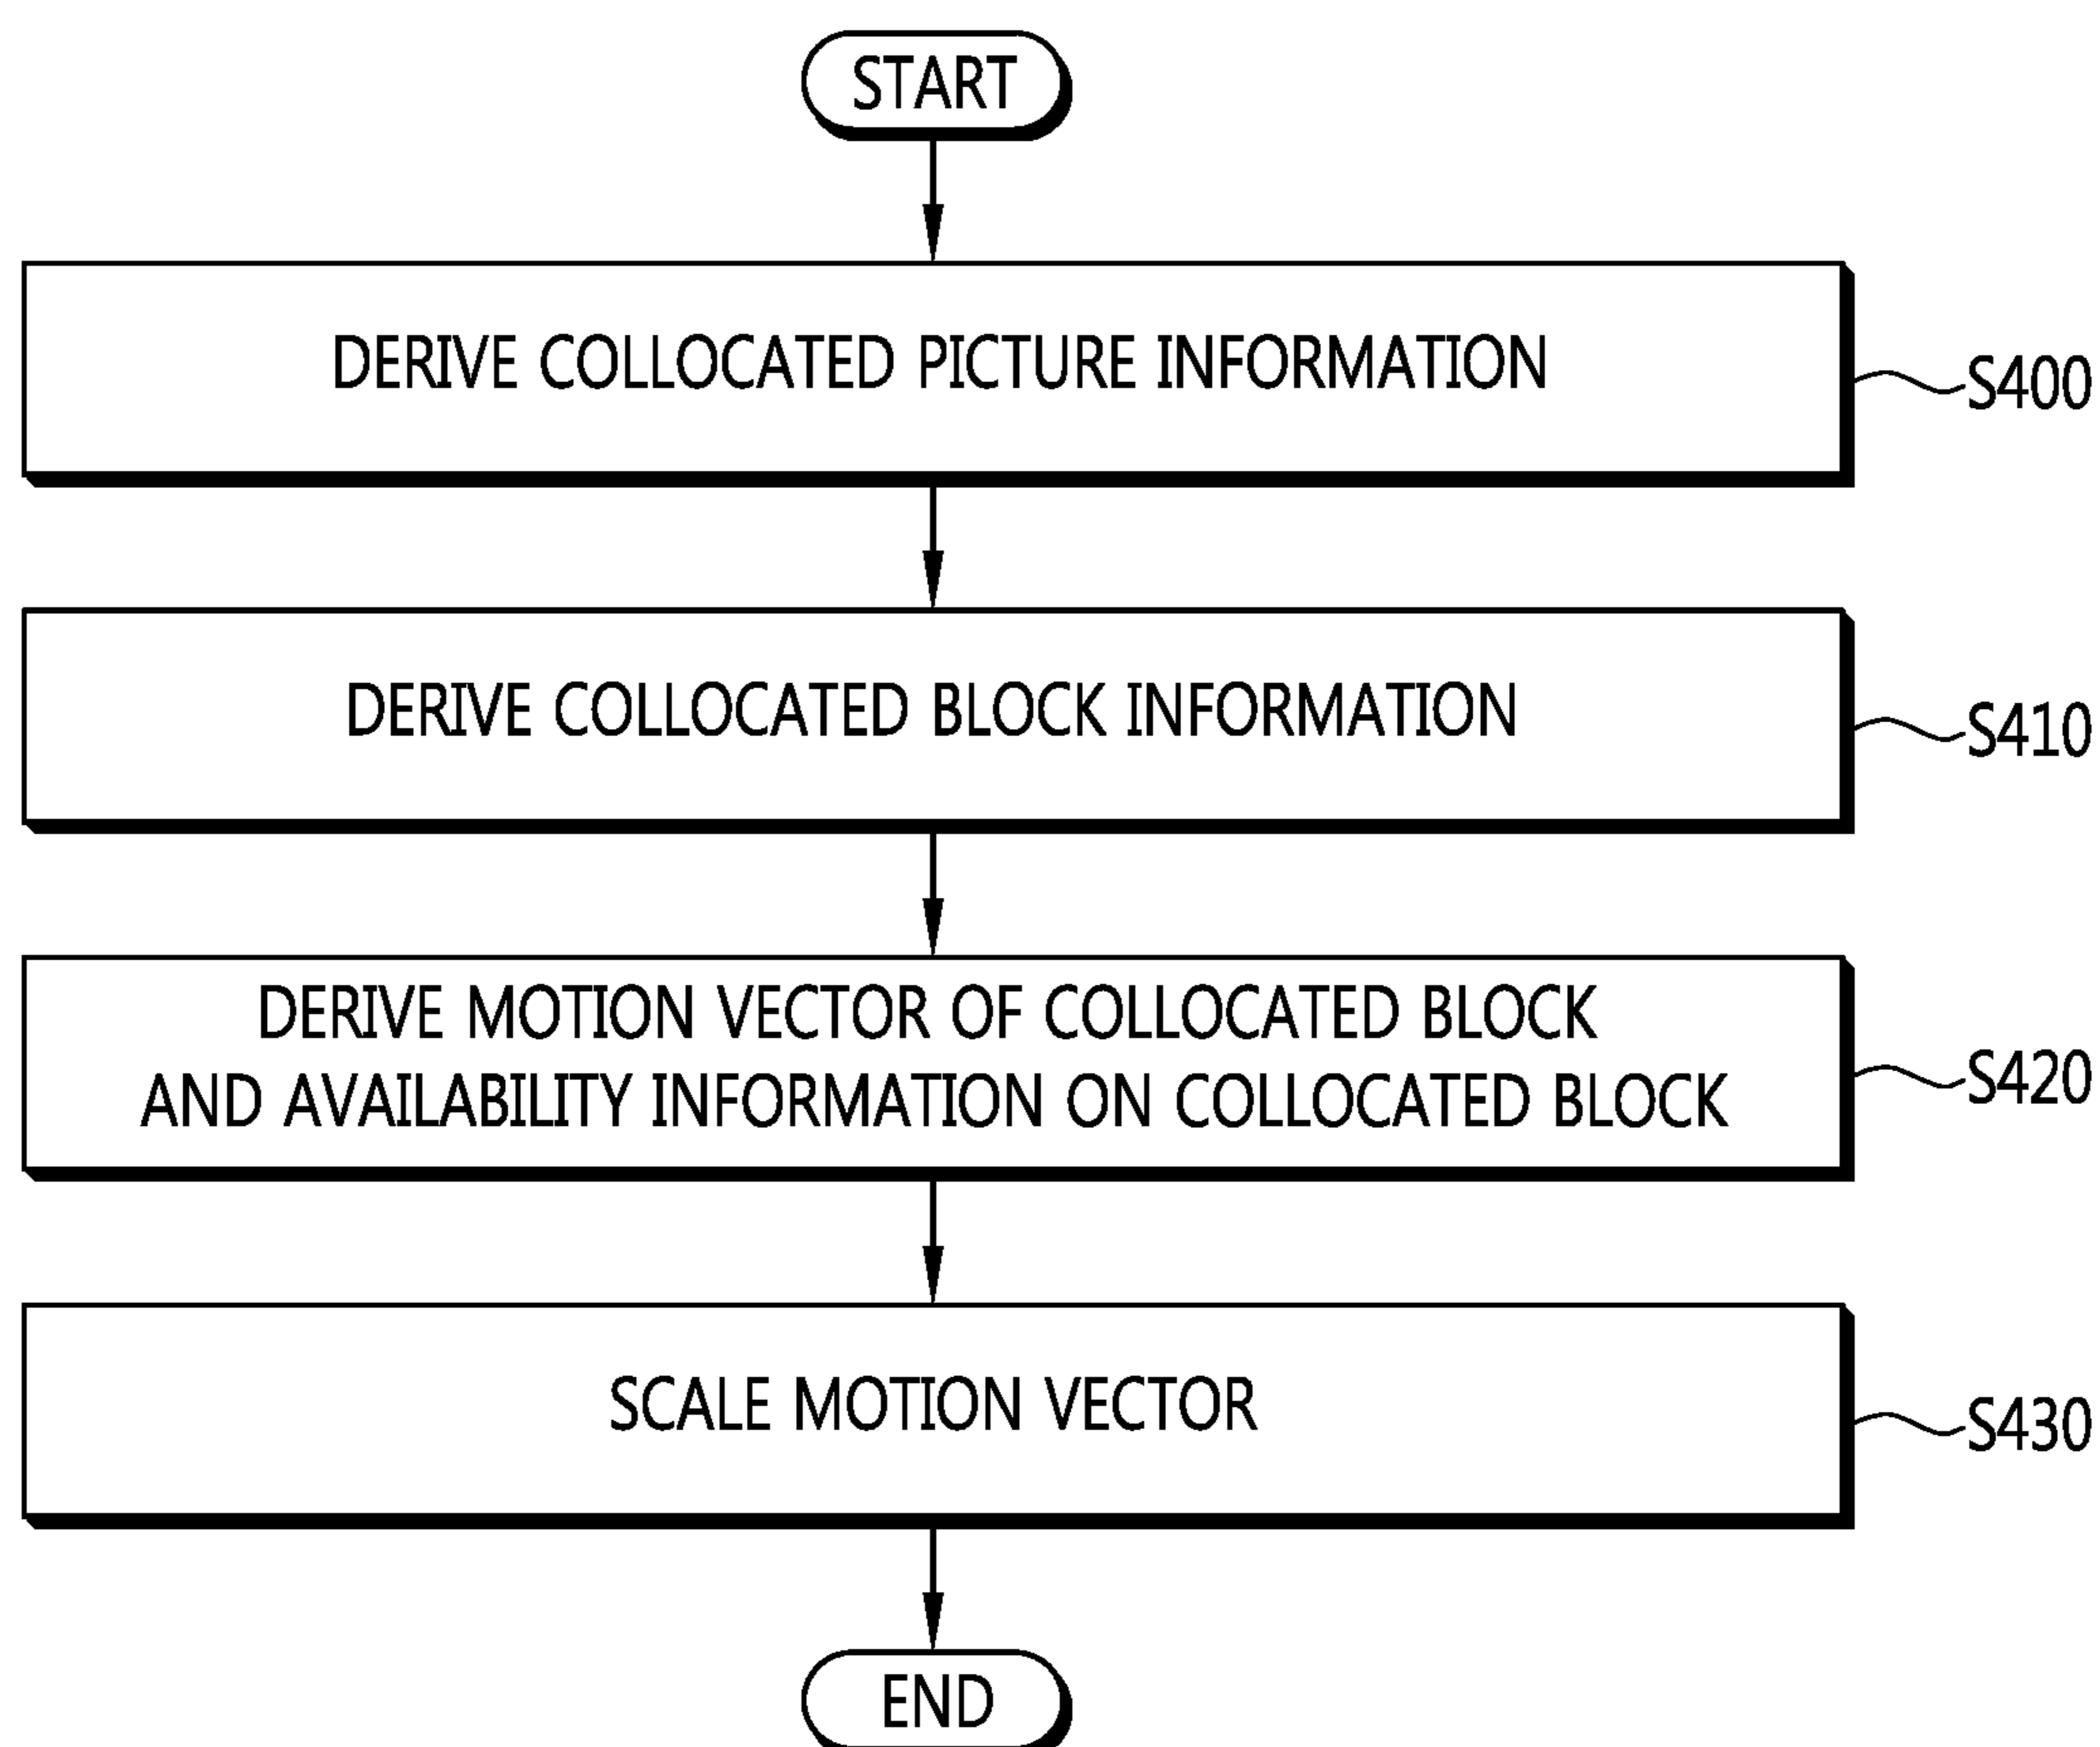 START
DERIVE COLLOCATED PICTURE INFORMATION
S400
DERIVE COLLOCATED BLOCK INFORMATION
S410
DERIVE MOTION VECTOR OF COLLOCATED BLOCK
AND AVAILABILITY INFORMATION ON COLLOCATED BLOCK
S420
SCALE MOTION VECTOR
S430
END